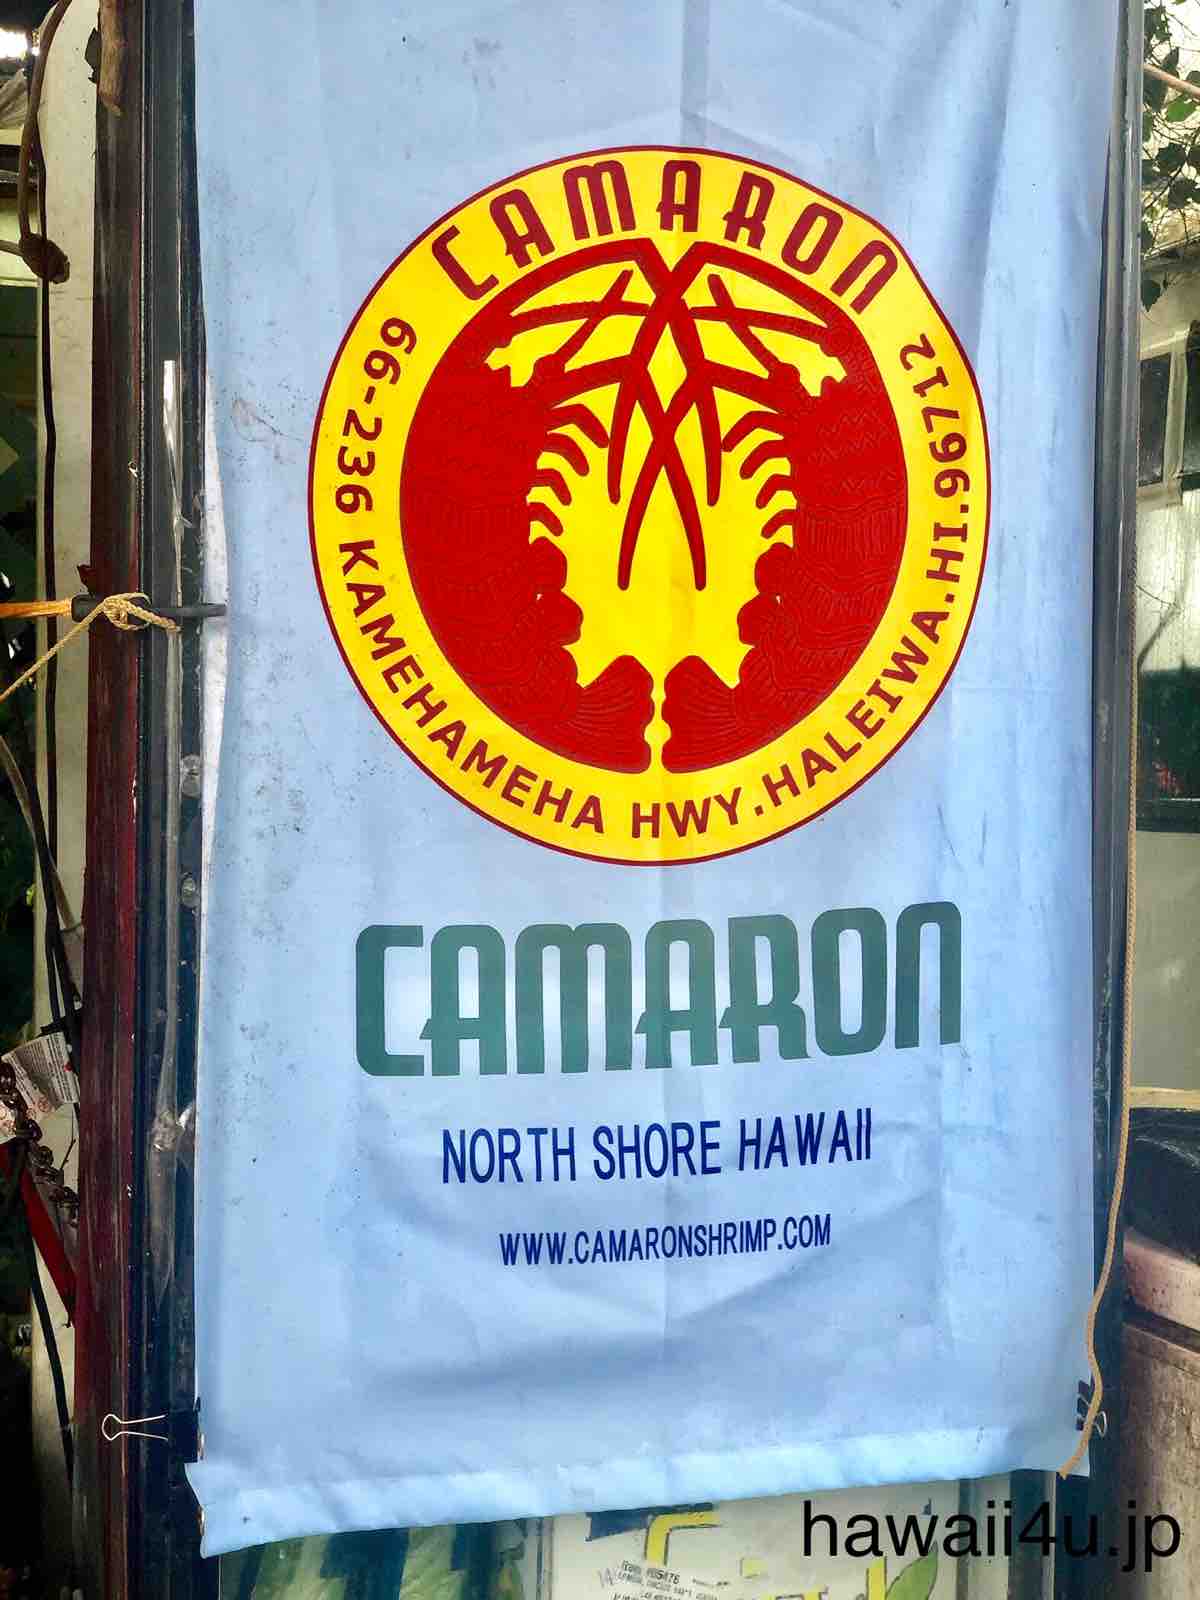 CAMARON
66-236 KAMEHAMEHA HWY.HALEIWA.HI.96712
CAMARON
NORTH SHORE HAWAII
WWW.CAMARONSHRIMP.COM
hawaii4u.jp